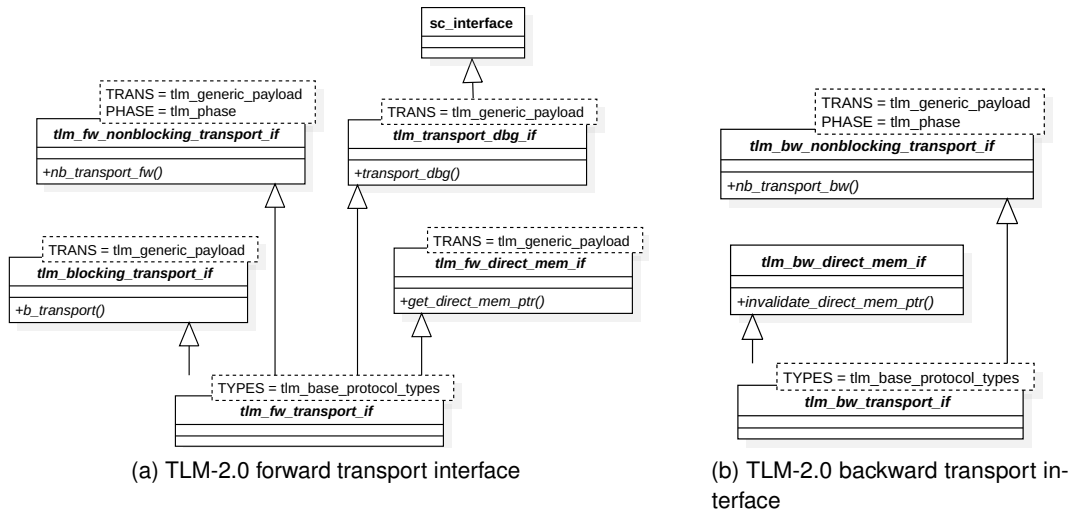 sc_interface
TRANS = tlm_generic_payload
PHASE = tlm_phase
tlm_fw_nonblocking_transport_if
+nb_transport_fw()
TRANS = tlm_generic_payload
tlm_transport_dbg_if
+transport_dbg()
TRANS = tlm_generic_payload
tlm_blocking_transport_if
+b_transport()
TRANS = tlm_generic_payload
tlm_fw_direct_mem_if
+get_direct_mem_ptr()
TYPES = tlm_base_protocol_types
tlm_fw_transport_if
(a) TLM-2.0 forward transport interface
TRANS = tlm_generic_payload
PHASE = tlm_phase
tlm_bw_nonblocking_transport_if
+nb_transport_bw()
tlm_bw_direct_mem_if
+invalidate_direct_mem_ptr()
TYPES = tlm_base_protocol_types
tlm_bw_transport_if
(b) TLM-2.0 backward transport in-
terface